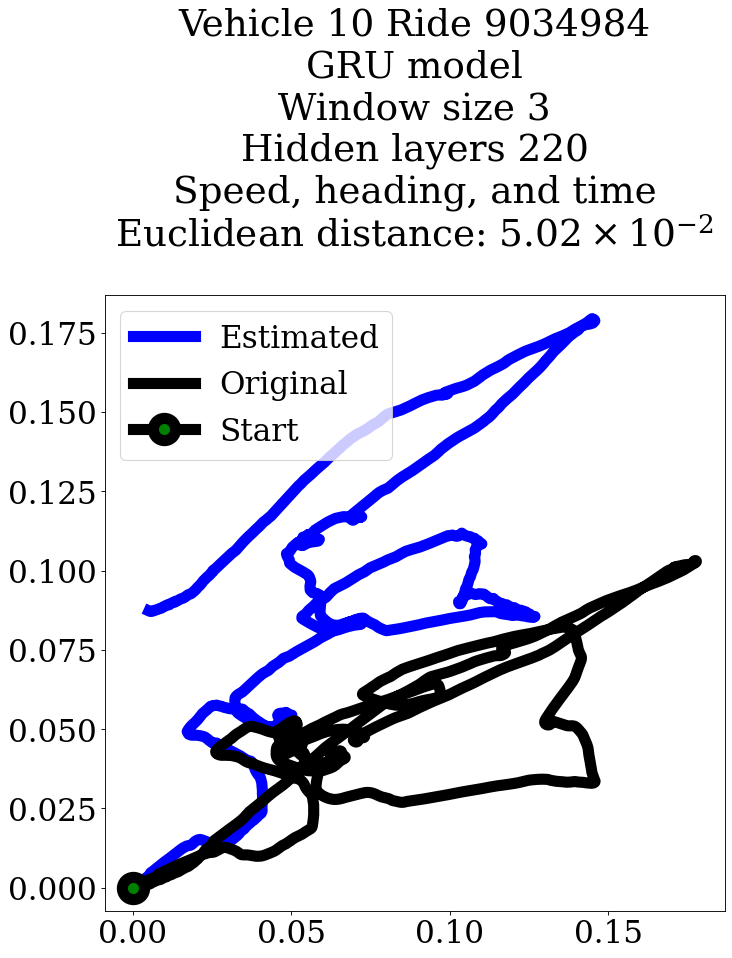 Vehicle 10 Ride 9034984
GRU model
Window size 3
Hidden layers 220
Speed, heading, and time
Euclidean distance: 5.02 × 10⁻²
Estimated
Original
Start
0.175
0.150
0.125
0.100
0.075
0.050
0.025
0.000
0.00 0.05 0.10 0.15